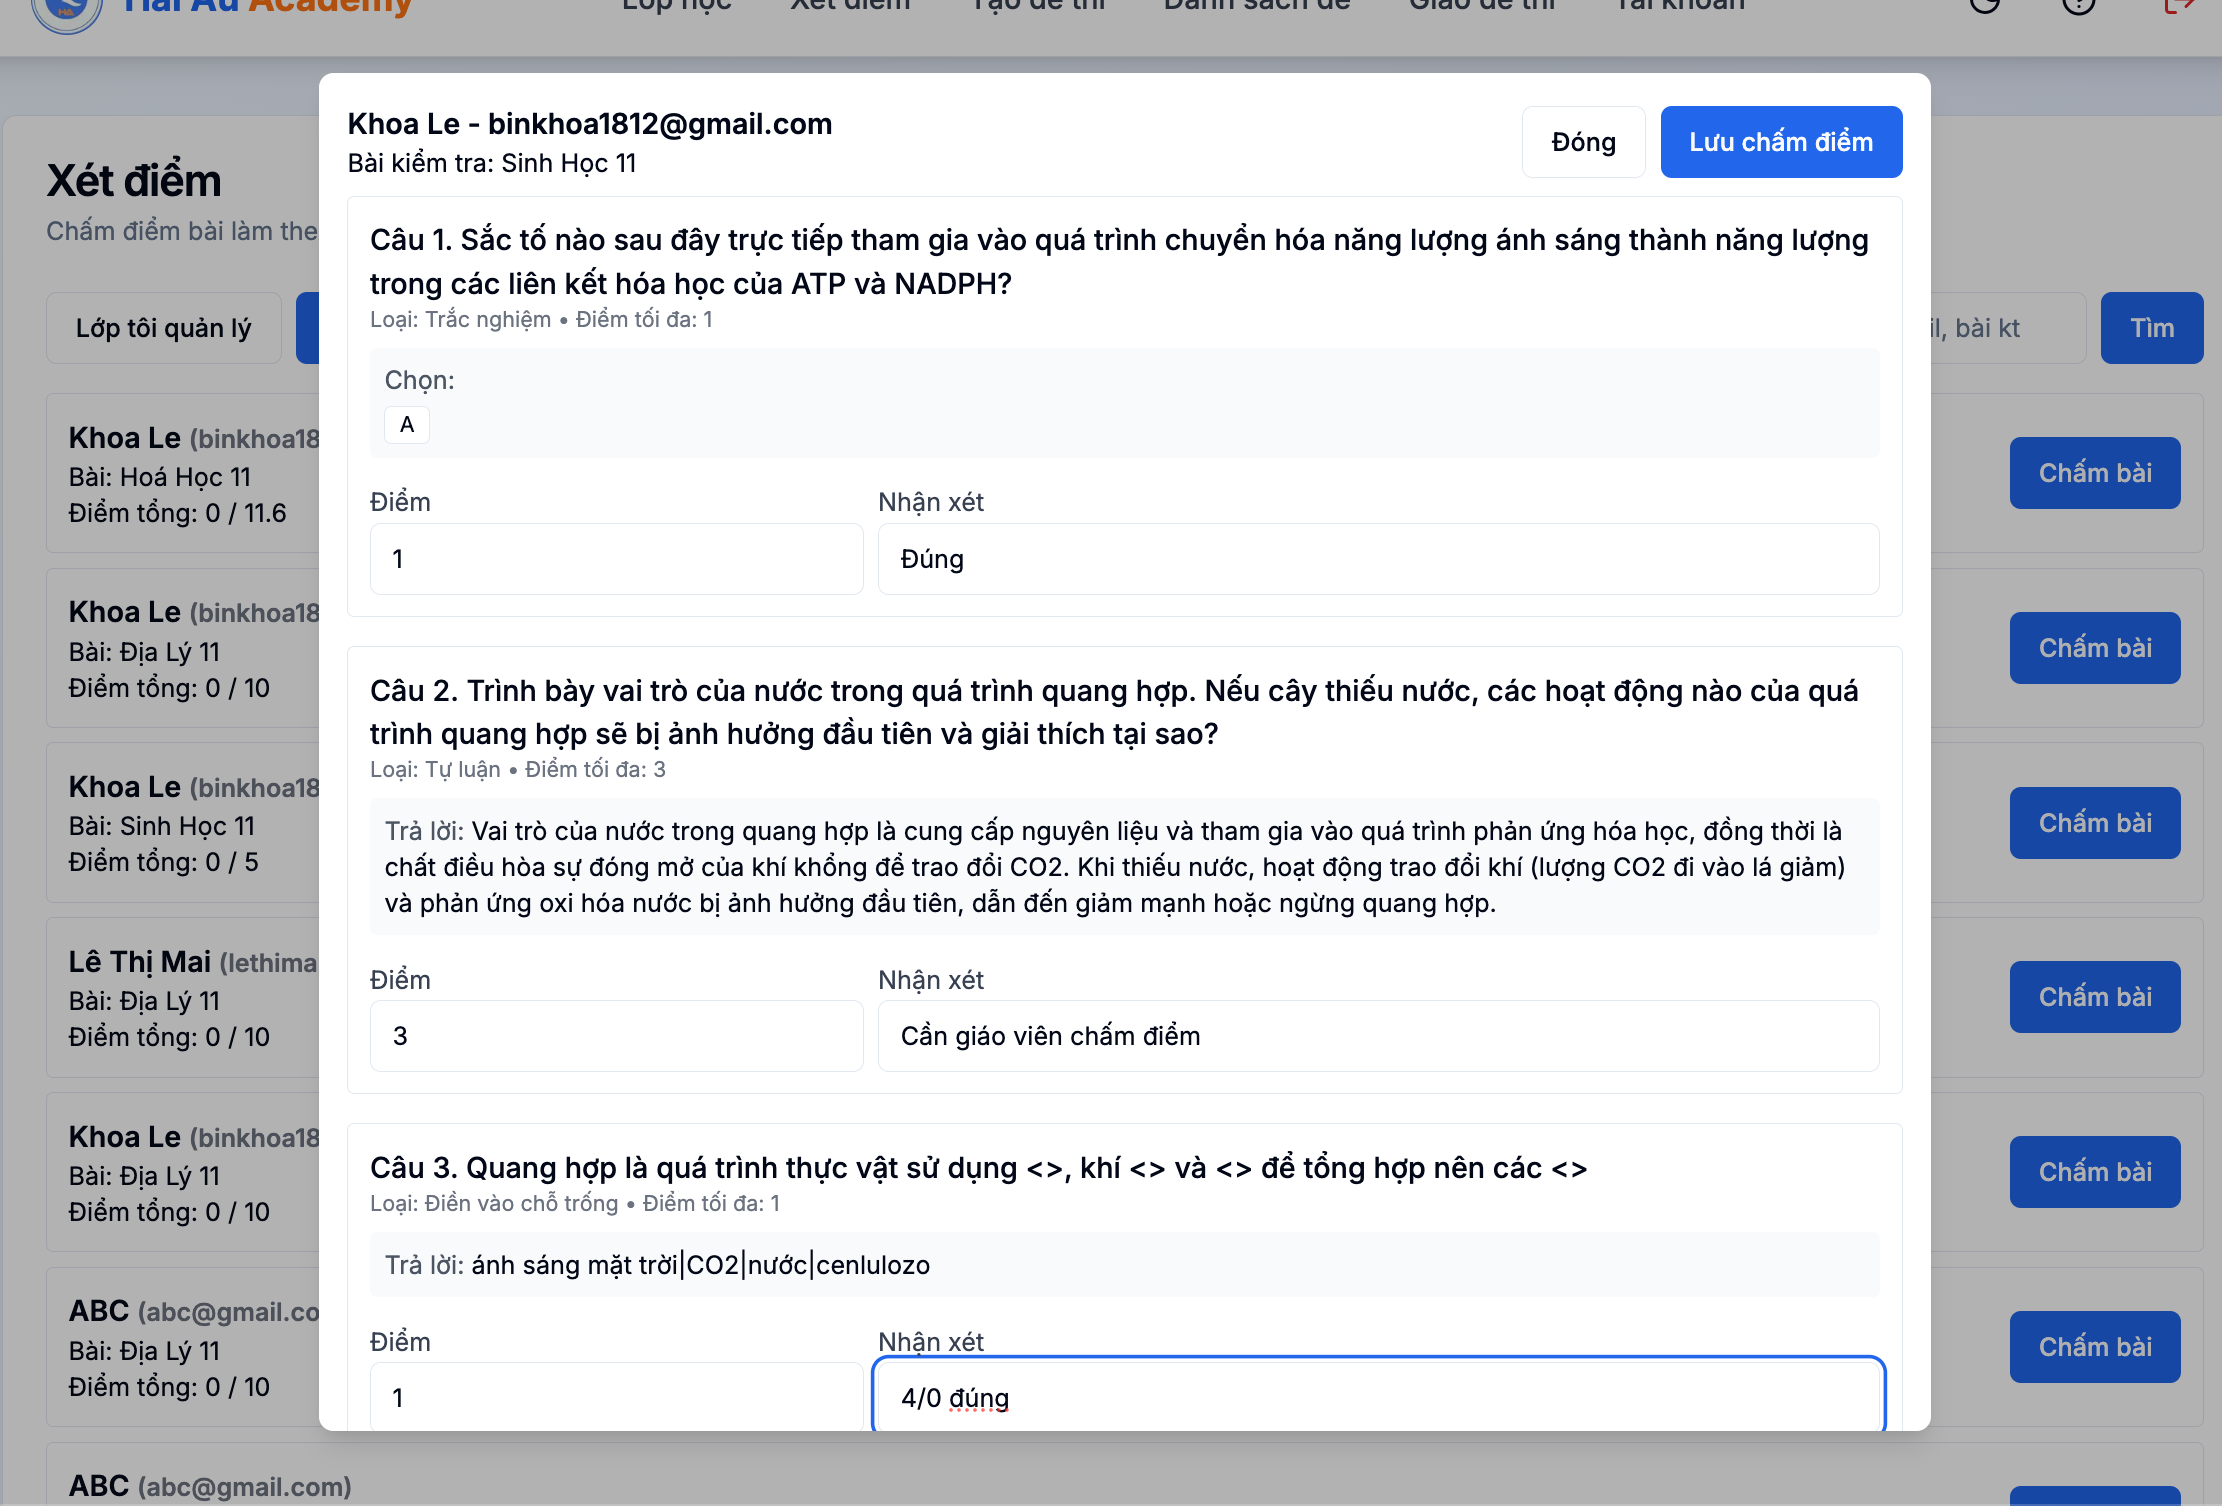 Hải Âu Academy
Lớp học
Xét điểm
Tạo đề thi
Danh sách đề
Giao đề thi
Tài khoản
Xét điểm
Chấm điểm bài làm the
Lớp tôi quản lý
il, bài kt
Tìm
Khoa Le (binkhoa18
Bài: Hoá Học 11
Điểm tổng: 0 / 11.6
Chấm bài
Khoa Le (binkhoa18
Bài: Địa Lý 11
Điểm tổng: 0 / 10
Chấm bài
Khoa Le (binkhoa18
Bài: Sinh Học 11
Điểm tổng: 0 / 5
Chấm bài
Lê Thị Mai (lethima
Bài: Địa Lý 11
Điểm tổng: 0 / 10
Chấm bài
Khoa Le (binkhoa18
Bài: Địa Lý 11
Điểm tổng: 0 / 10
Chấm bài
ABC (abc@gmail.co
Bài: Địa Lý 11
Điểm tổng: 0 / 10
Chấm bài
ABC (abc@gmail.com)
Khoa Le - binkhoa1812@gmail.com
Bài kiểm tra: Sinh Học 11
Đóng
Lưu chấm điểm
Câu 1. Sắc tố nào sau đây trực tiếp tham gia vào quá trình chuyển hóa năng lượng ánh sáng thành năng lượng
trong các liên kết hóa học của ATP và NADPH?
Loại: Trắc nghiệm • Điểm tối đa: 1
Chọn:
A
Điểm
Nhận xét
1
Đúng
Câu 2. Trình bày vai trò của nước trong quá trình quang hợp. Nếu cây thiếu nước, các hoạt động nào của quá
trình quang hợp sẽ bị ảnh hưởng đầu tiên và giải thích tại sao?
Loại: Tự luận • Điểm tối đa: 3
Trả lời: Vai trò của nước trong quang hợp là cung cấp nguyên liệu và tham gia vào quá trình phản ứng hóa học, đồng thời là
chất điều hòa sự đóng mở của khí khổng để trao đổi CO2. Khi thiếu nước, hoạt động trao đổi khí (lượng CO2 đi vào lá giảm)
và phản ứng oxi hóa nước bị ảnh hưởng đầu tiên, dẫn đến giảm mạnh hoặc ngừng quang hợp.
Điểm
Nhận xét
3
Cần giáo viên chấm điểm
Câu 3. Quang hợp là quá trình thực vật sử dụng <>, khí <> và <> để tổng hợp nên các <>
Loại: Điền vào chỗ trống • Điểm tối đa: 1
Trả lời: ánh sáng mặt trời|CO2|nước|cenlulozo
Điểm
Nhận xét
1
4/0 đúng